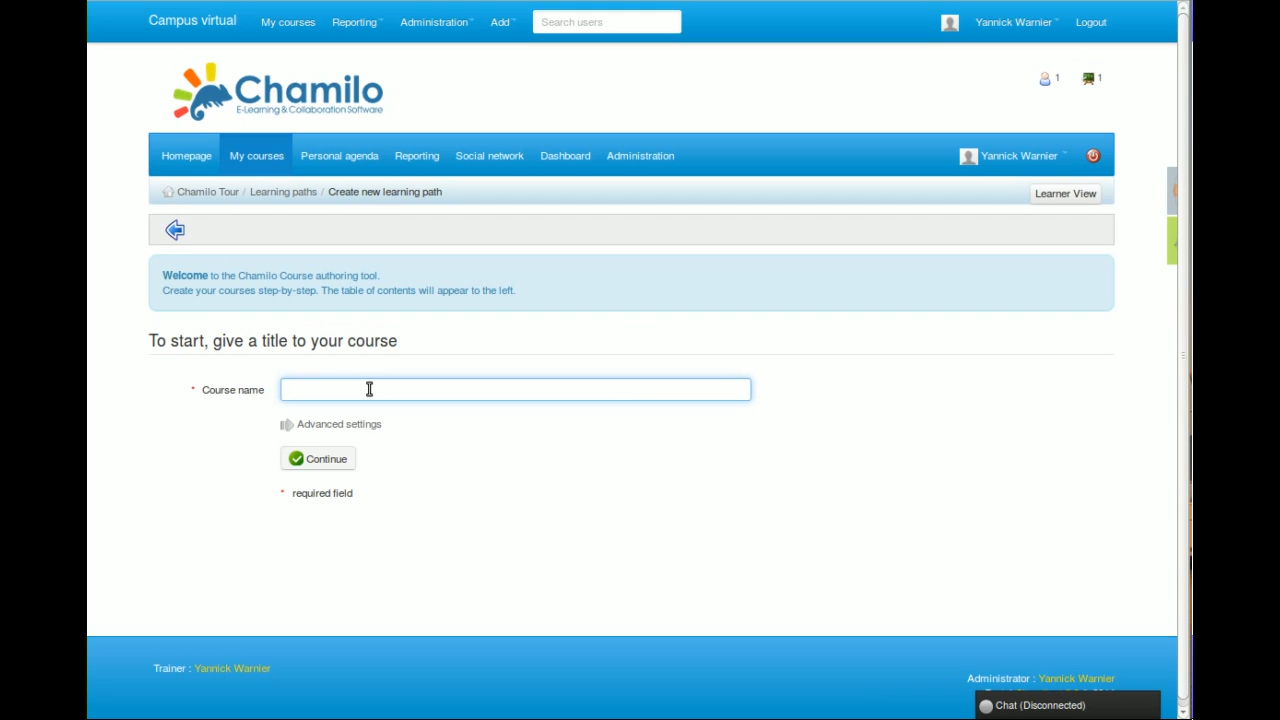 Campus virtual My courses Reporting Administration Add Search users Yannick Warnier Logout
Chamilo
E-Learning & Collaboration Software
1 1
Homepage My courses Personal agenda Reporting Social network Dashboard Administration Yannick Warnier
Chamilo Tour / Learning paths / Create new learning path Learner View
Welcome to the Chamilo Course authoring tool.
Create your courses step-by-step. The table of contents will appear to the left.
To start, give a title to your course
* Course name
Advanced settings
Continue
* required field
Trainer : Yannick Warnier
Administrator : Yannick Warnier
Chat (Disconnected)